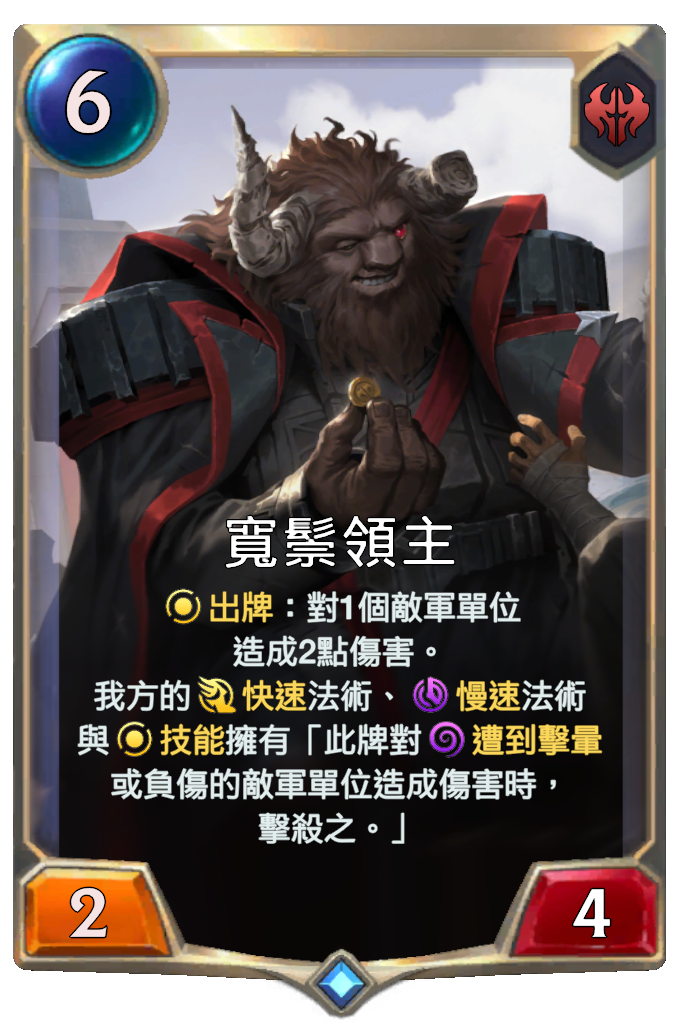 6
寬鬃領主
出牌：對1個敵軍單位
造成2點傷害。
我方的快速法術、慢速法術
與技能擁有「此牌對遭到擊暈
或負傷的敵軍單位造成傷害時，
擊殺之。」
2
4